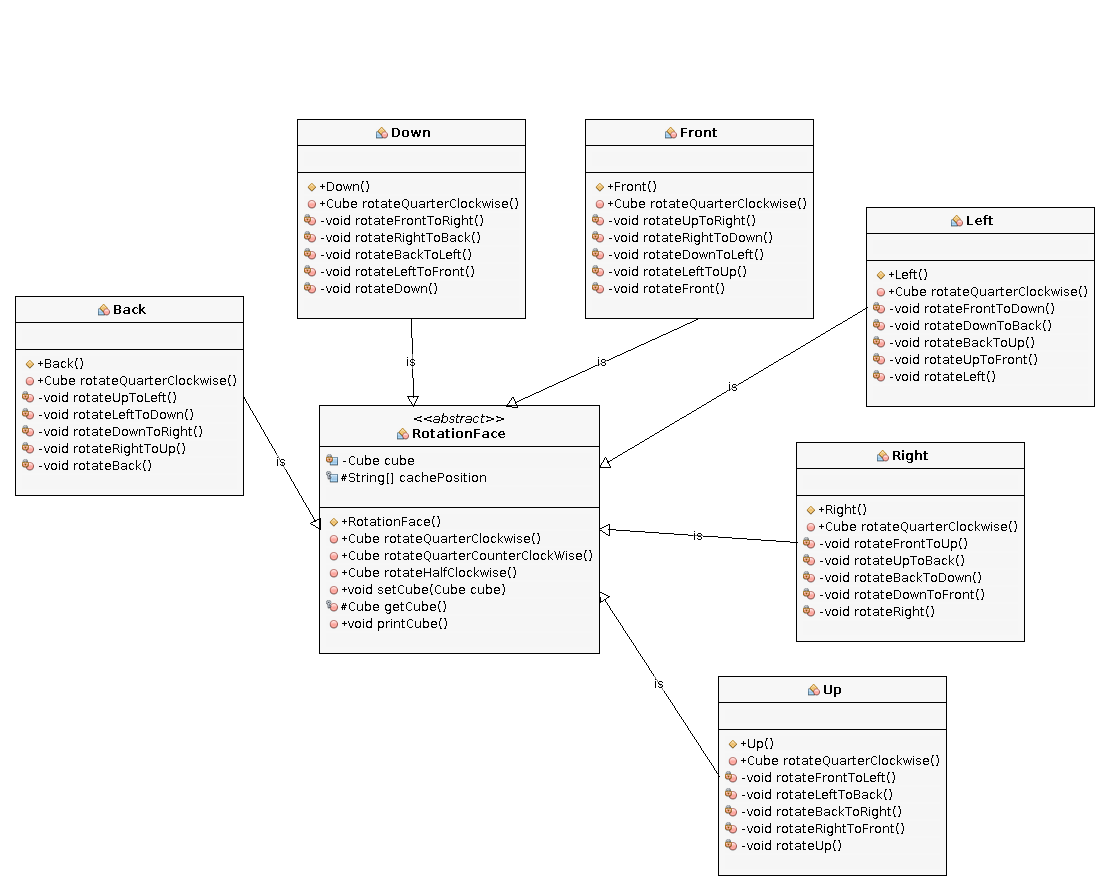 Down
+Down()
+Cube rotateQuarterClockwise()
-void rotateFrontToRight()
-void rotateRightToBack()
-void rotateBackToLeft()
-void rotateLeftToFront()
-void rotateDown()
Front
+Front()
+Cube rotateQuarterClockwise()
-void rotateUpToRight()
-void rotateRightToDown()
-void rotateDownToLeft()
-void rotateLeftToUp()
-void rotateFront()
Left
+Left()
+Cube rotateQuarterClockwise()
-void rotateFrontToDown()
-void rotateDownToBack()
-void rotateBackToUp()
-void rotateUpToFront()
-void rotateLeft()
Back
+Back()
+Cube rotateQuarterClockwise()
-void rotateUpToLeft()
-void rotateLeftToDown()
-void rotateDownToRight()
-void rotateRightToUp()
-void rotateBack()
is
is
is
is
<<abstract>>
RotationFace
-Cube cube
#String[] cachePosition
+RotationFace()
+Cube rotateQuarterClockwise()
+Cube rotateQuarterCounterClockWise()
+Cube rotateHalfClockwise()
+void setCube(Cube cube)
#Cube getCube()
+void printCube()
is
Right
+Right()
+Cube rotateQuarterClockwise()
-void rotateFrontToUp()
-void rotateUpToBack()
-void rotateBackToDown()
-void rotateDownToFront()
-void rotateRight()
is
Up
+Up()
+Cube rotateQuarterClockwise()
-void rotateFrontToLeft()
-void rotateLeftToBack()
-void rotateBackToRight()
-void rotateRightToFront()
-void rotateUp()